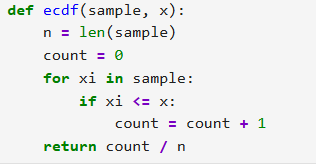 def ecdf(sample, x):
    n = len(sample)
    count = 0
    for xi in sample:
        if xi <= x:
            count = count + 1
    return count / n